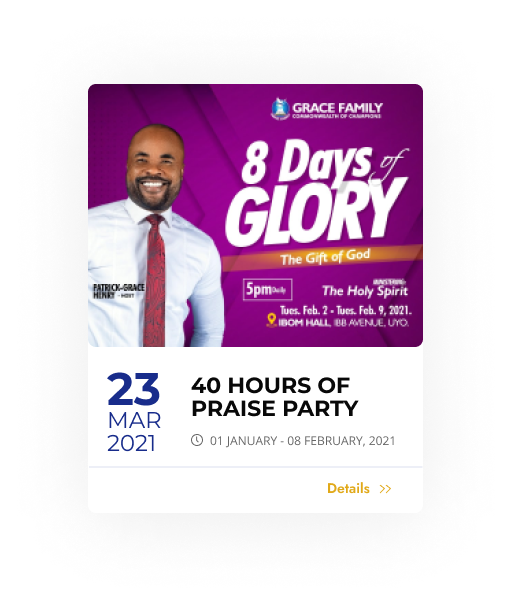 GRACE FAMILY
COMMONWEALTH OF CHAMPIONS
8 Days of
GLORY
The Gift of God
PATRICK-GRACE
HENRY - HOST
5pm Daily
MINISTERING:
The Holy Spirit
Tues. Feb. 2 - Tues. Feb. 9, 2021.
IBOM HALL, IBB AVENUE, UYO.
23
MAR
2021
40 HOURS OF
PRAISE PARTY
01 JANUARY - 08 FEBRUARY, 2021
Details